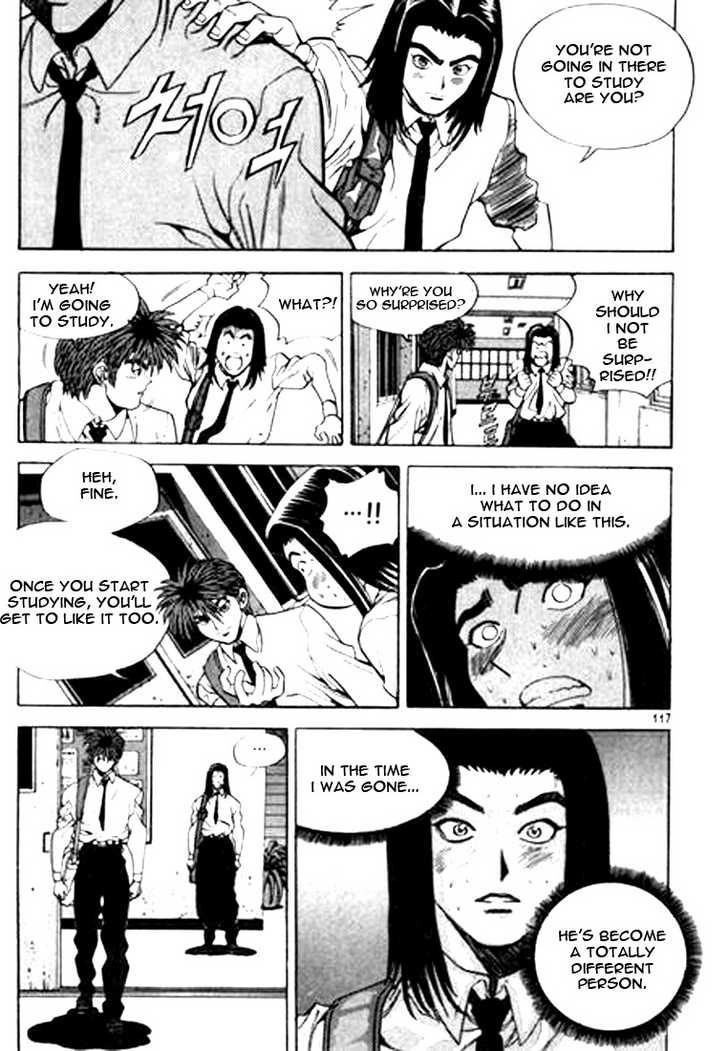 YOU'RE NOT
GOING IN THERE
TO STUDY
ARE YOU?
YEAH!
I'M GOING
TO STUDY.
WHAT?!
WHY'RE YOU
SO SURPRISED?
WHY
SHOULD
I NOT
BE
SURP-
RISED!!
HEH,
FINE.
...!!
ONCE YOU START
STUDYING, YOU'LL
GET TO LIKE IT TOO.
I... I HAVE NO IDEA
WHAT TO DO IN
A SITUATION LIKE THIS.
117
...
IN THE TIME
I WAS GONE...
HE'S BECOME
A TOTALLY
DIFFERENT
PERSON.